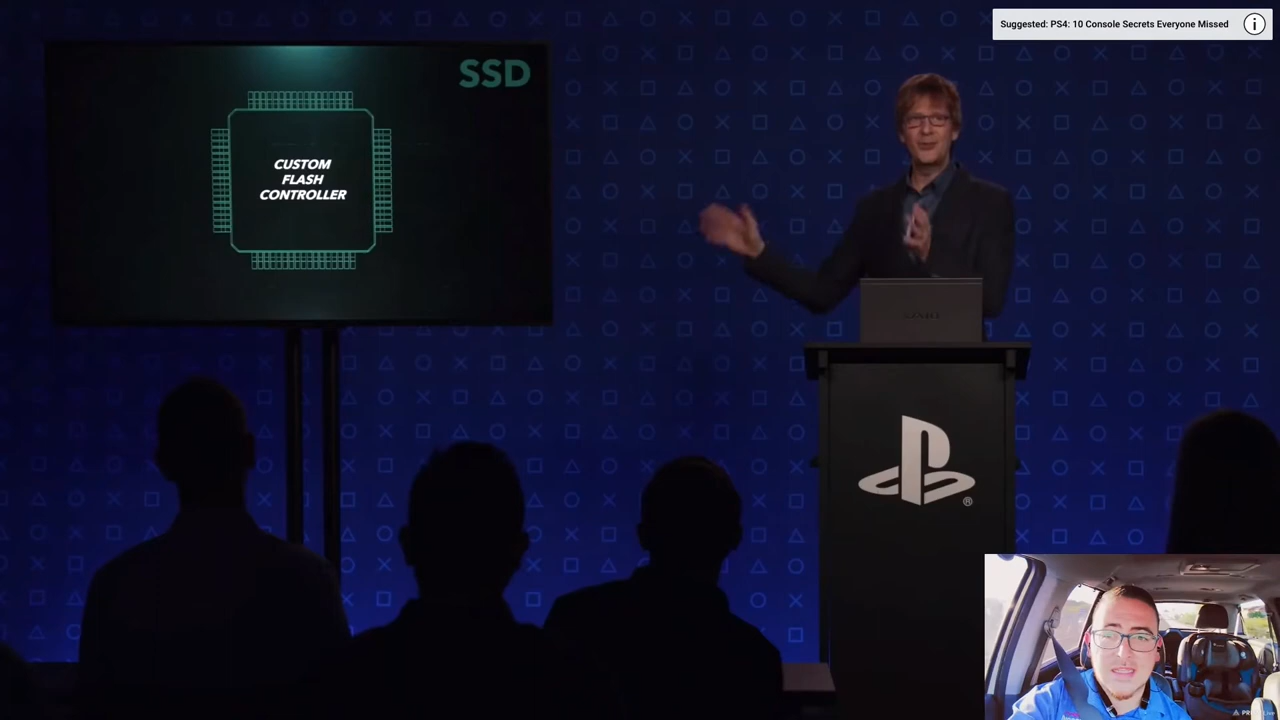 Suggested: PS4: 10 Console Secrets Everyone Missed
SSD
CUSTOM
FLASH
CONTROLLER